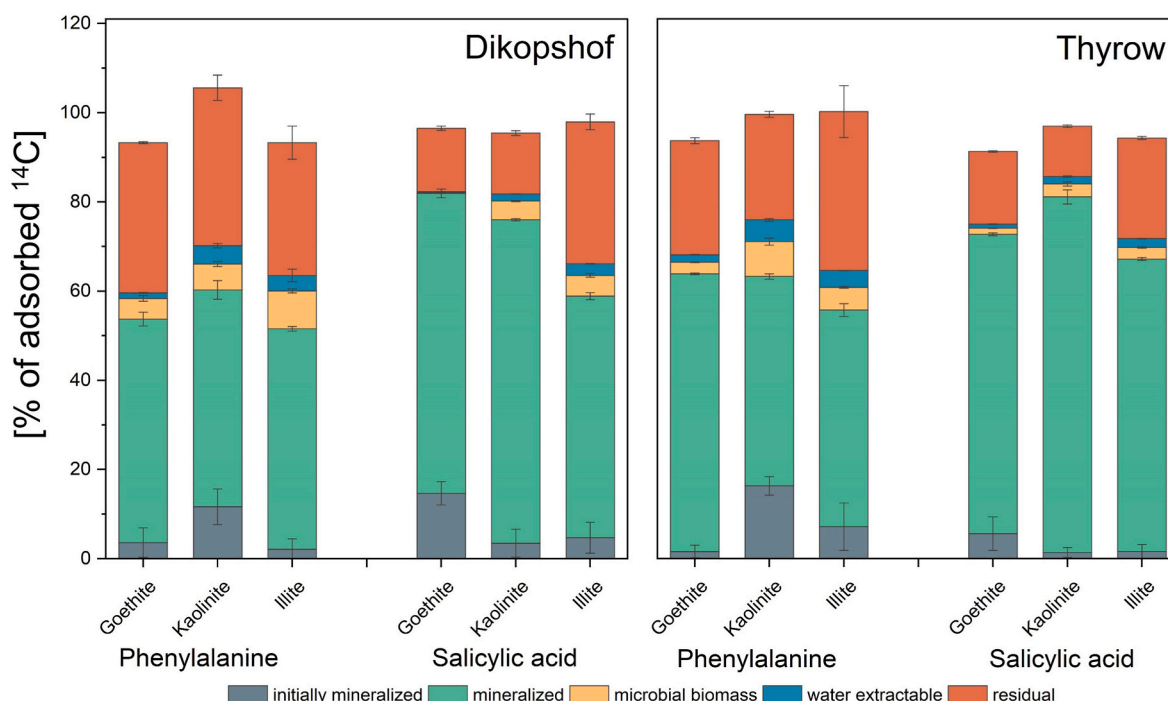 Dikopshof
Thyrow
[% of adsorbed ¹⁴C]
120
100
80
60
40
20
0
Goethite
Kaolinite
Illite
Goethite
Kaolinite
Illite
Goethite
Kaolinite
Illite
Goethite
Kaolinite
Illite
Phenylalanine
Salicylic acid
Phenylalanine
Salicylic acid
initially mineralized
mineralized
microbial biomass
water extractable
residual